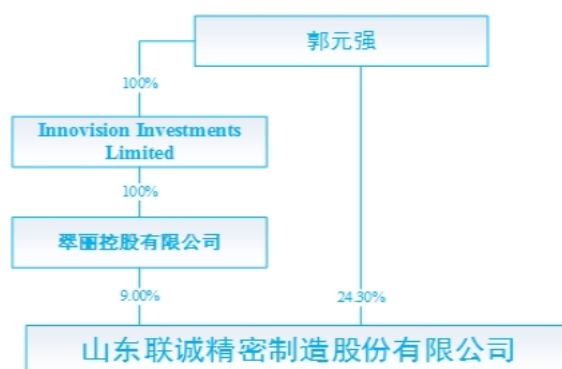 郭元强
100%
Innovision Investments
Limited
100%
翠丽控股有限公司
9.00%
24.30%
山东联诚精密制造股份有限公司